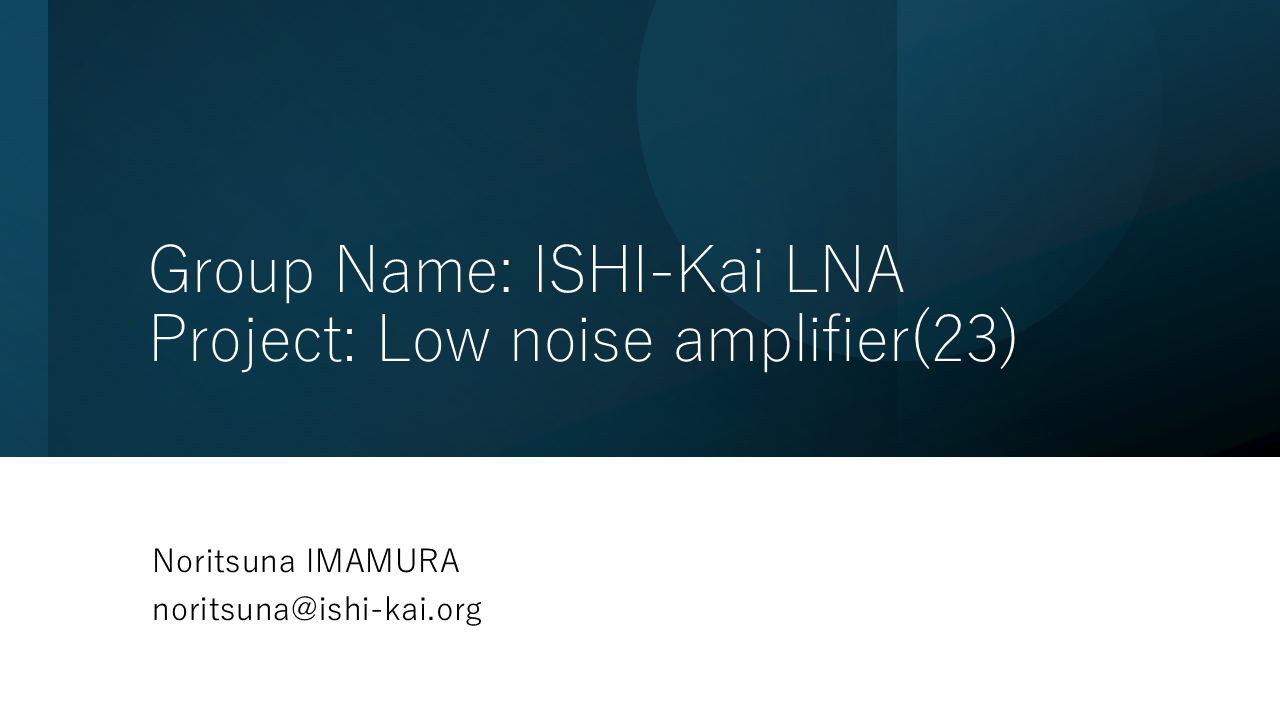 Group Name: ISHI-Kai LNA
Project: Low noise amplifier(23)
Noritsuna IMAMURA
noritsuna@ishi-kai.org